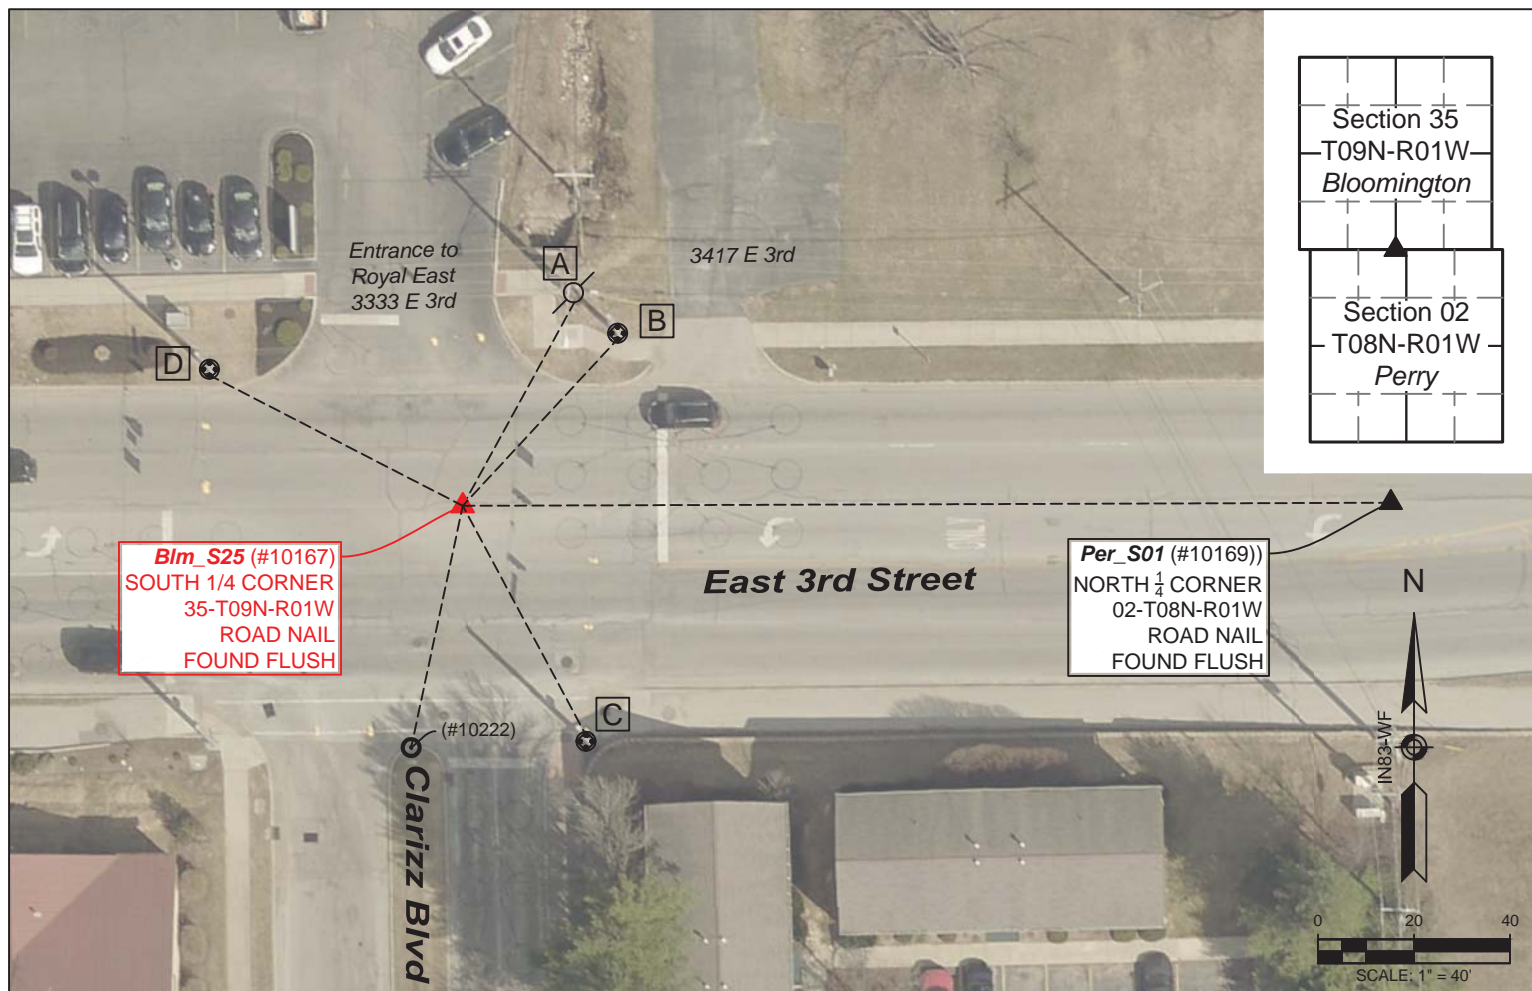 Section 35
T09N-R01W
Bloomington
Section 02
T08N-R01W
Perry
Entrance to
Royal East
3333 E 3rd
A
3417 E 3rd
B
D
Blm_S25 (#10167)
SOUTH 1/4 CORNER
35-T09N-R01W
ROAD NAIL
FOUND FLUSH
ONLY
East 3rd Street
Per_S01 (#10169))
NORTH 1/4 CORNER
02-T08N-R01W
ROAD NAIL
FOUND FLUSH
N
C
(#10222)
IN83-WF
Clarizz Blvd
0 20 40
SCALE: 1" = 40'